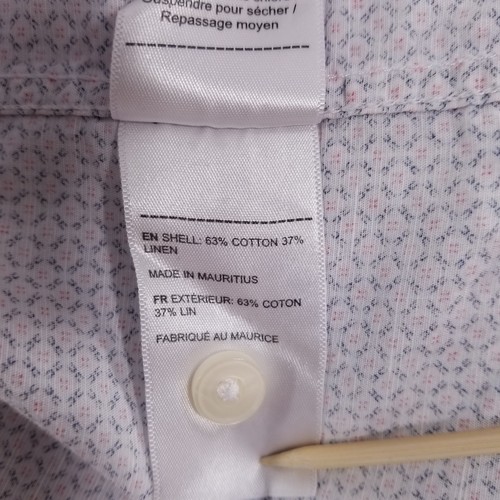 Suspendre pour sécher /
Repassage moyen
EN SHELL: 63% COTTON 37%
LINEN
MADE IN MAURITIUS
FR EXTÉRIEUR: 63% COTON
37% LIN
FABRIQUÉ AU MAURICE